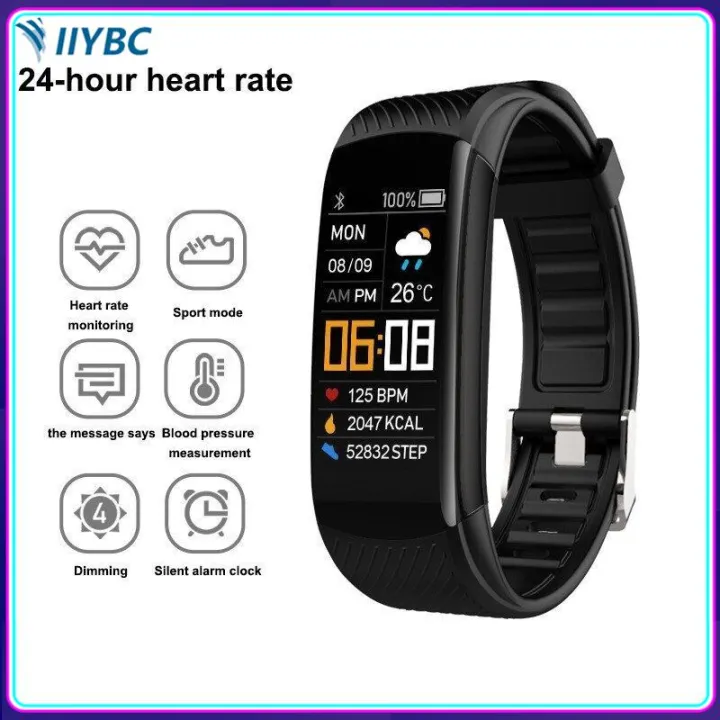 IIYBC
24-hour heart rate
100%
MON
08/09
AM PM
26°C
06:08
125 BPM
2047 KCAL
52832 STEP
Heart rate
monitoring
Sport mode
the message says
Blood pressure
measurement
4
Dimming
Silent alarm clock